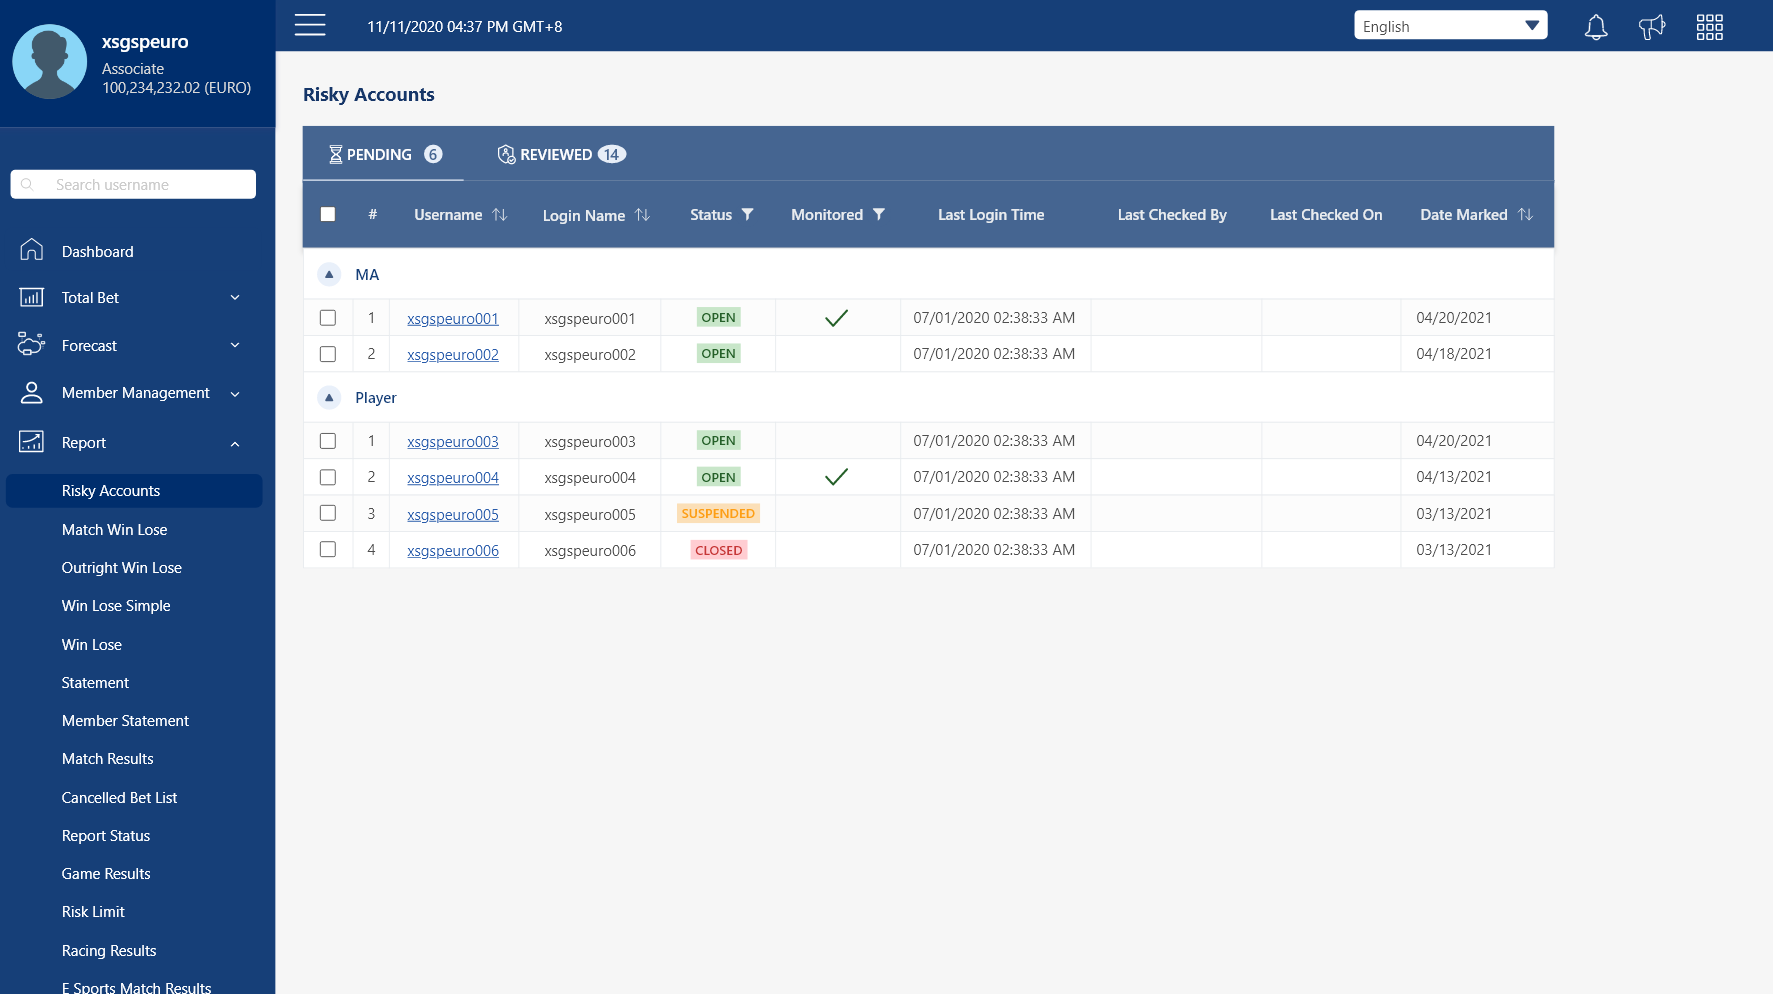 xsgspeuro
Associate
100,234,232.02 (EURO)
11/11/2020 04:37 PM GMT+8
English
Search username
Dashboard
Total Bet
Forecast
Member Management
Report
Risky Accounts
Match Win Lose
Outright Win Lose
Win Lose Simple
Win Lose
Statement
Member Statement
Match Results
Cancelled Bet List
Report Status
Game Results
Risk Limit
Racing Results
E Sports Match Results
Risky Accounts
PENDING 6 REVIEWED 14
# Username Login Name Status Monitored Last Login Time Last Checked By Last Checked On Date Marked
MA
1 xsgspeuro001 xsgspeuro001 OPEN 07/01/2020 02:38:33 AM 04/20/2021
2 xsgspeuro002 xsgspeuro002 OPEN 07/01/2020 02:38:33 AM 04/18/2021
Player
1 xsgspeuro003 xsgspeuro003 OPEN 07/01/2020 02:38:33 AM 04/20/2021
2 xsgspeuro004 xsgspeuro004 OPEN 07/01/2020 02:38:33 AM 04/13/2021
3 xsgspeuro005 xsgspeuro005 SUSPENDED 07/01/2020 02:38:33 AM 03/13/2021
4 xsgspeuro006 xsgspeuro006 CLOSED 07/01/2020 02:38:33 AM 03/13/2021